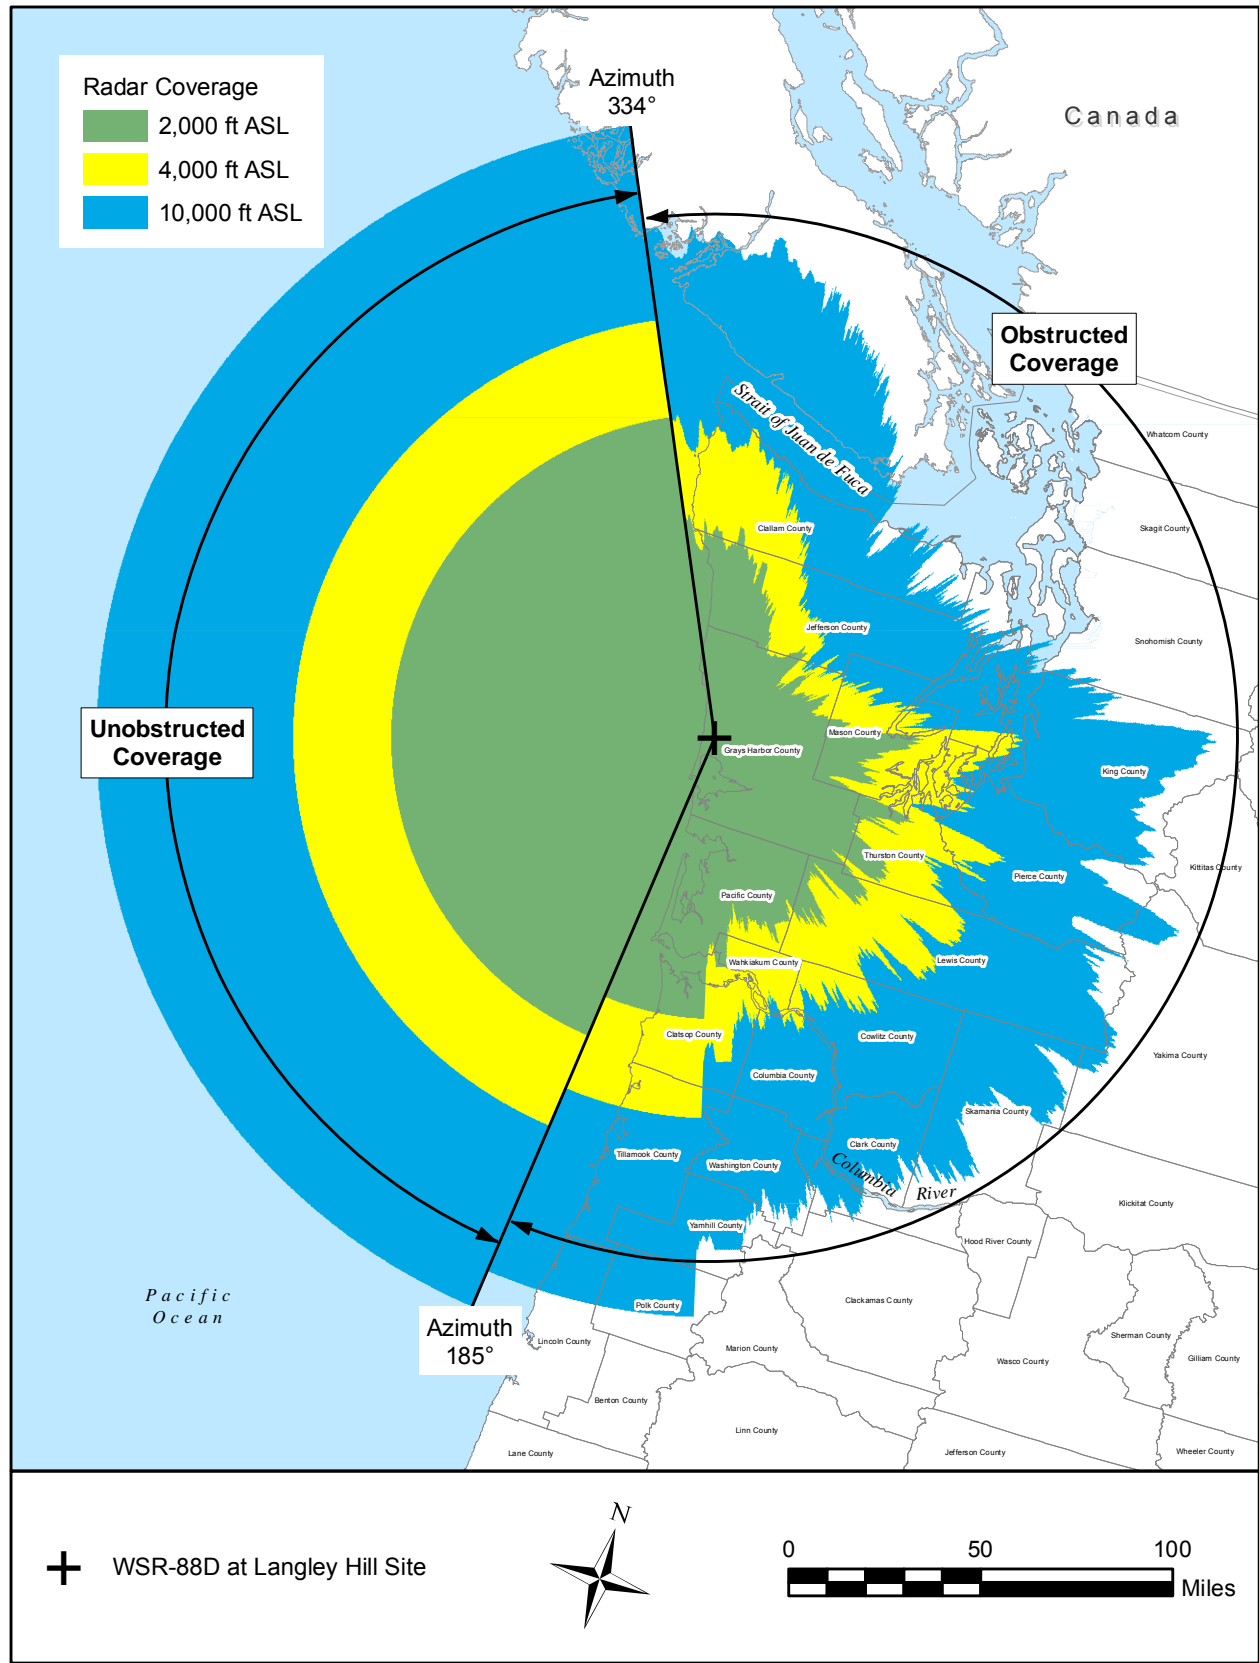 Radar Coverage
2,000 ft ASL
4,000 ft ASL
10,000 ft ASL
Azimuth
334°
Canada
Obstructed
Coverage
Strait of Juan de Fuca
Whatcom County
Skagit County
Clallam County
Jefferson County
Snohomish County
Unobstructed
Coverage
Mason County
Grays Harbor County
King County
Thurston County
Kittitas County
Pierce County
Pacific County
Wahkiakum County
Lewis County
Clatsop County
Cowlitz County
Yakima County
Columbia County
Skamania County
Tillamook County
Clark County
Washington County
Columbia River
Klickitat County
Yamhill County
Hood River County
Pacific
Ocean
Polk County
Clackamas County
Azimuth
185°
Lincoln County
Marion County
Sherman County
Wasco County
Gilliam County
Benton County
Linn County
Lane County
Jefferson County
Wheeler County
WSR-88D at Langley Hill Site
N
0 50 100
Miles